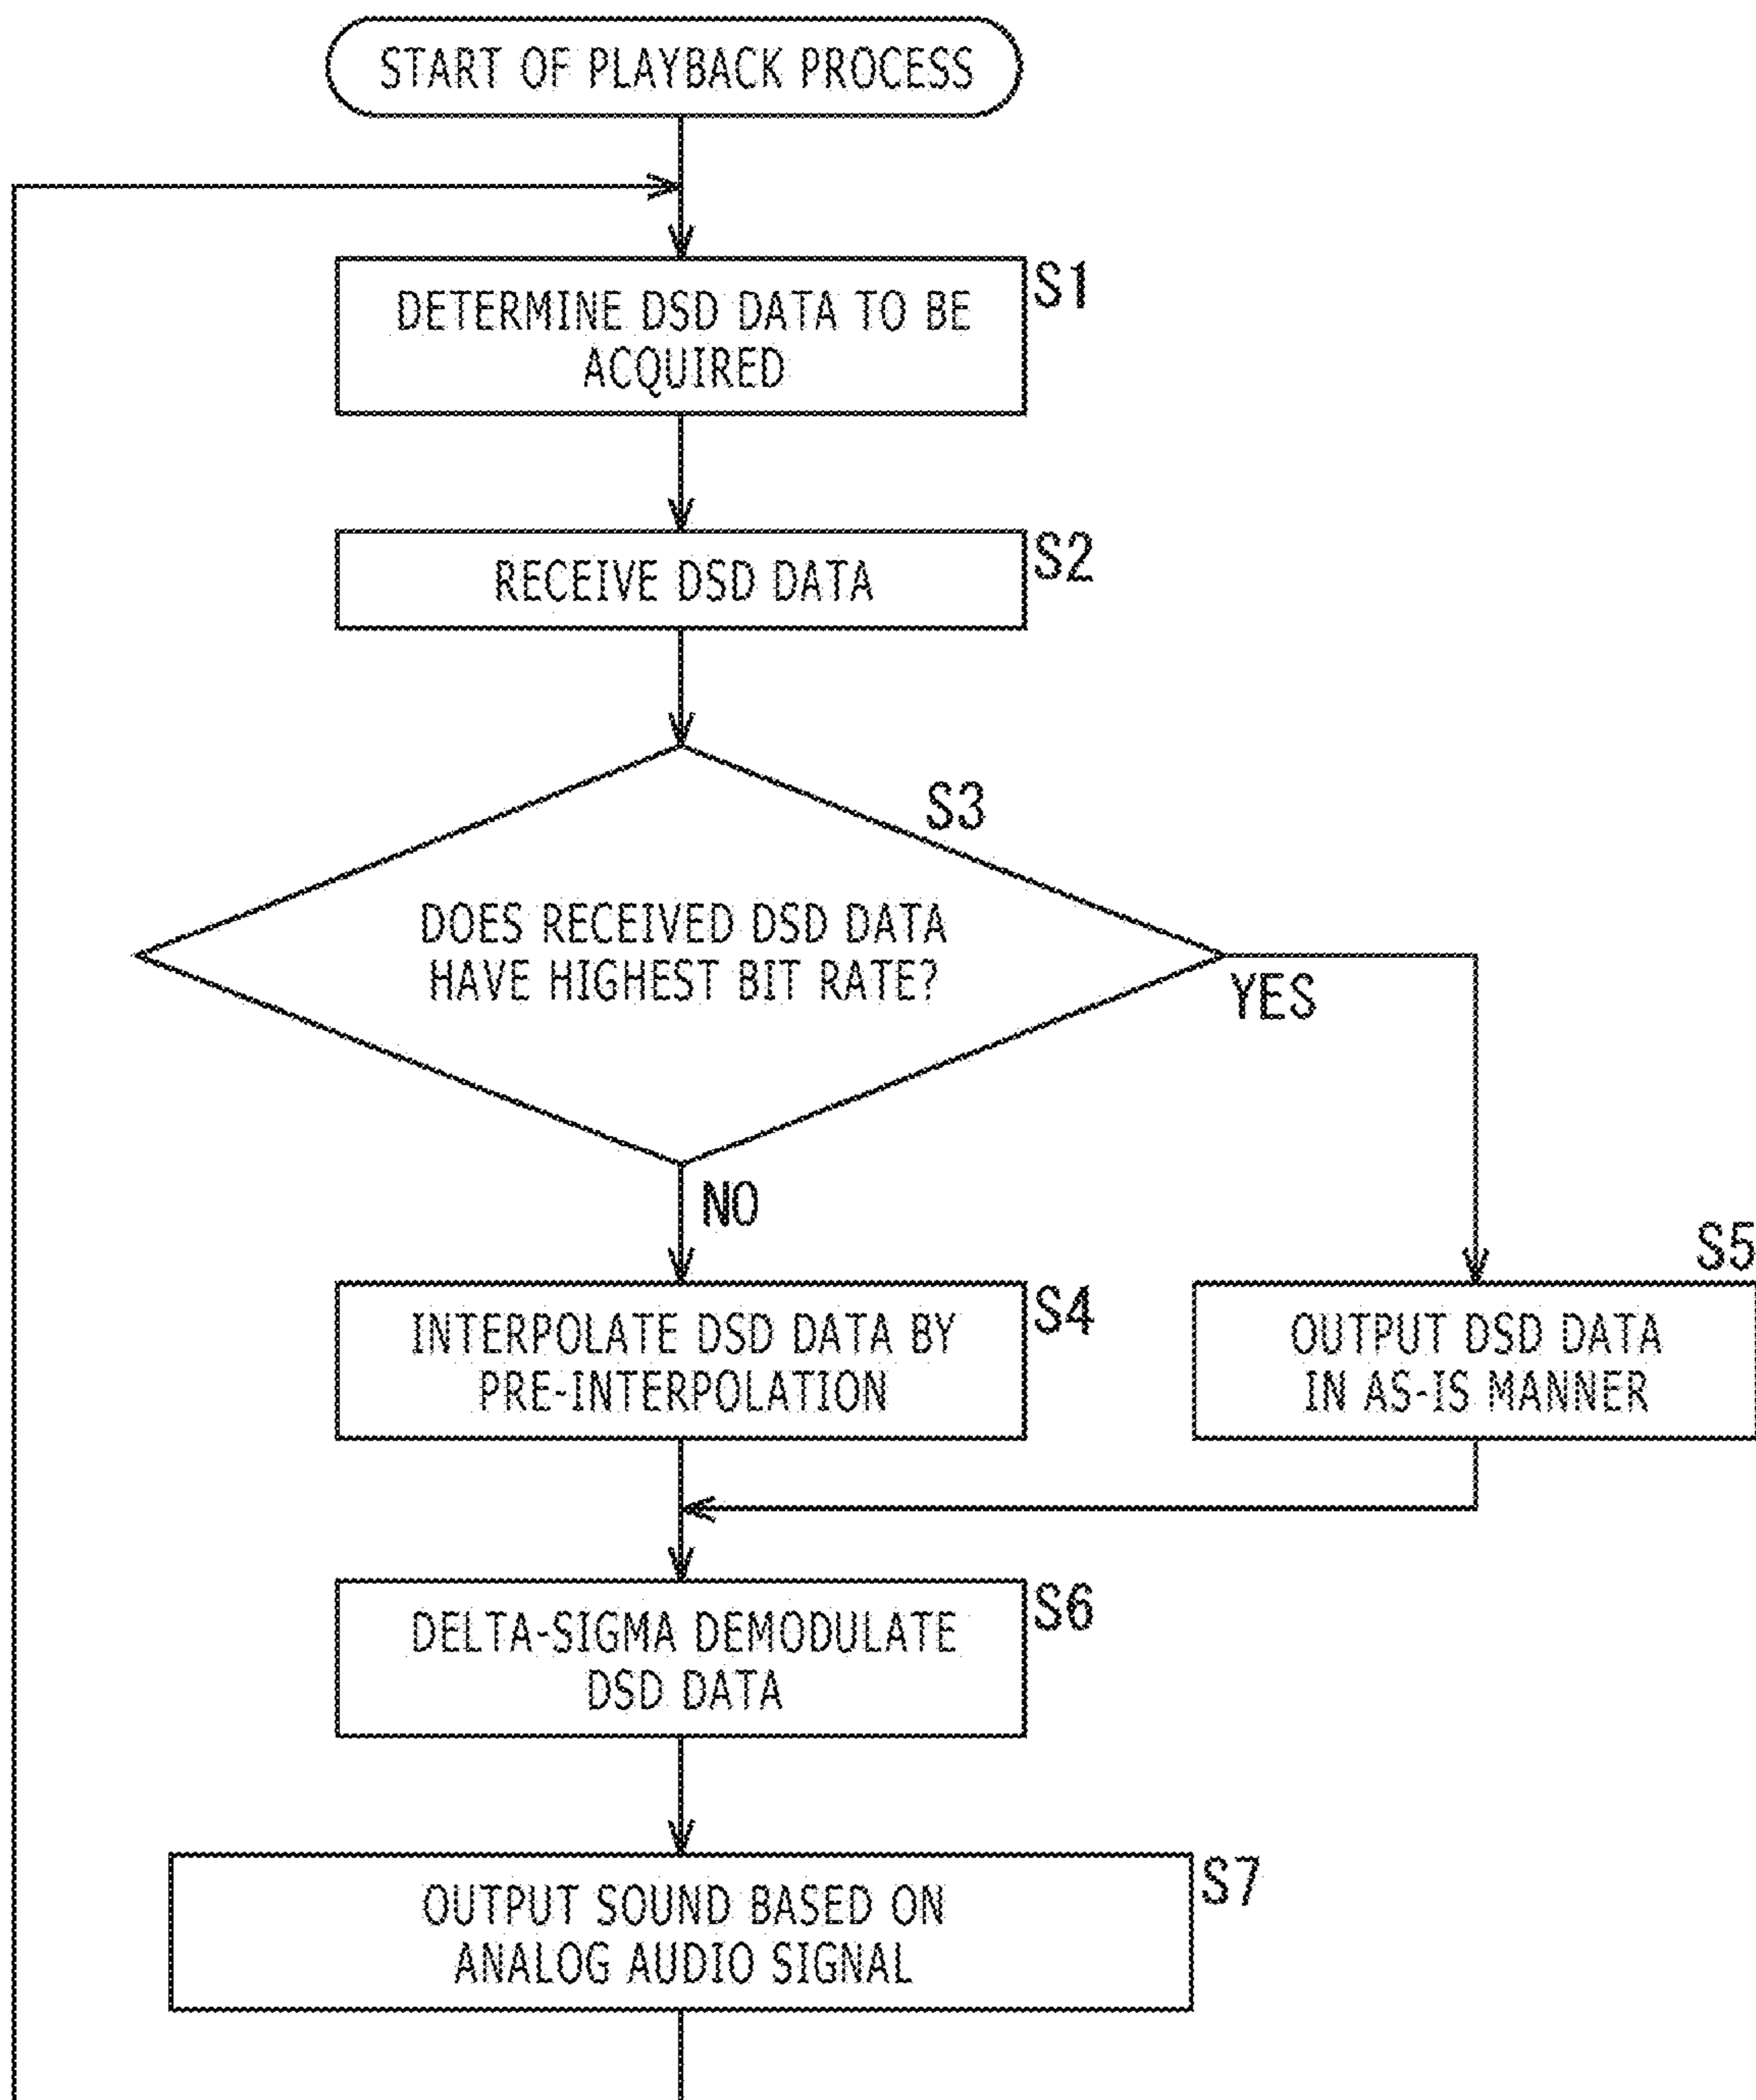 START OF PLAYBACK PROCESS
S1
DETERMINE DSD DATA TO BE
ACQUIRED
S2
RECEIVE DSD DATA
S3
DOES RECEIVED DSD DATA
HAVE HIGHEST BIT RATE?
YES
NO
S4
INTERPOLATE DSD DATA BY
PRE-INTERPOLATION
S5
OUTPUT DSD DATA
IN AS-IS MANNER
S6
DELTA-SIGMA DEMODULATE
DSD DATA
S7
OUTPUT SOUND BASED ON
ANALOG AUDIO SIGNAL